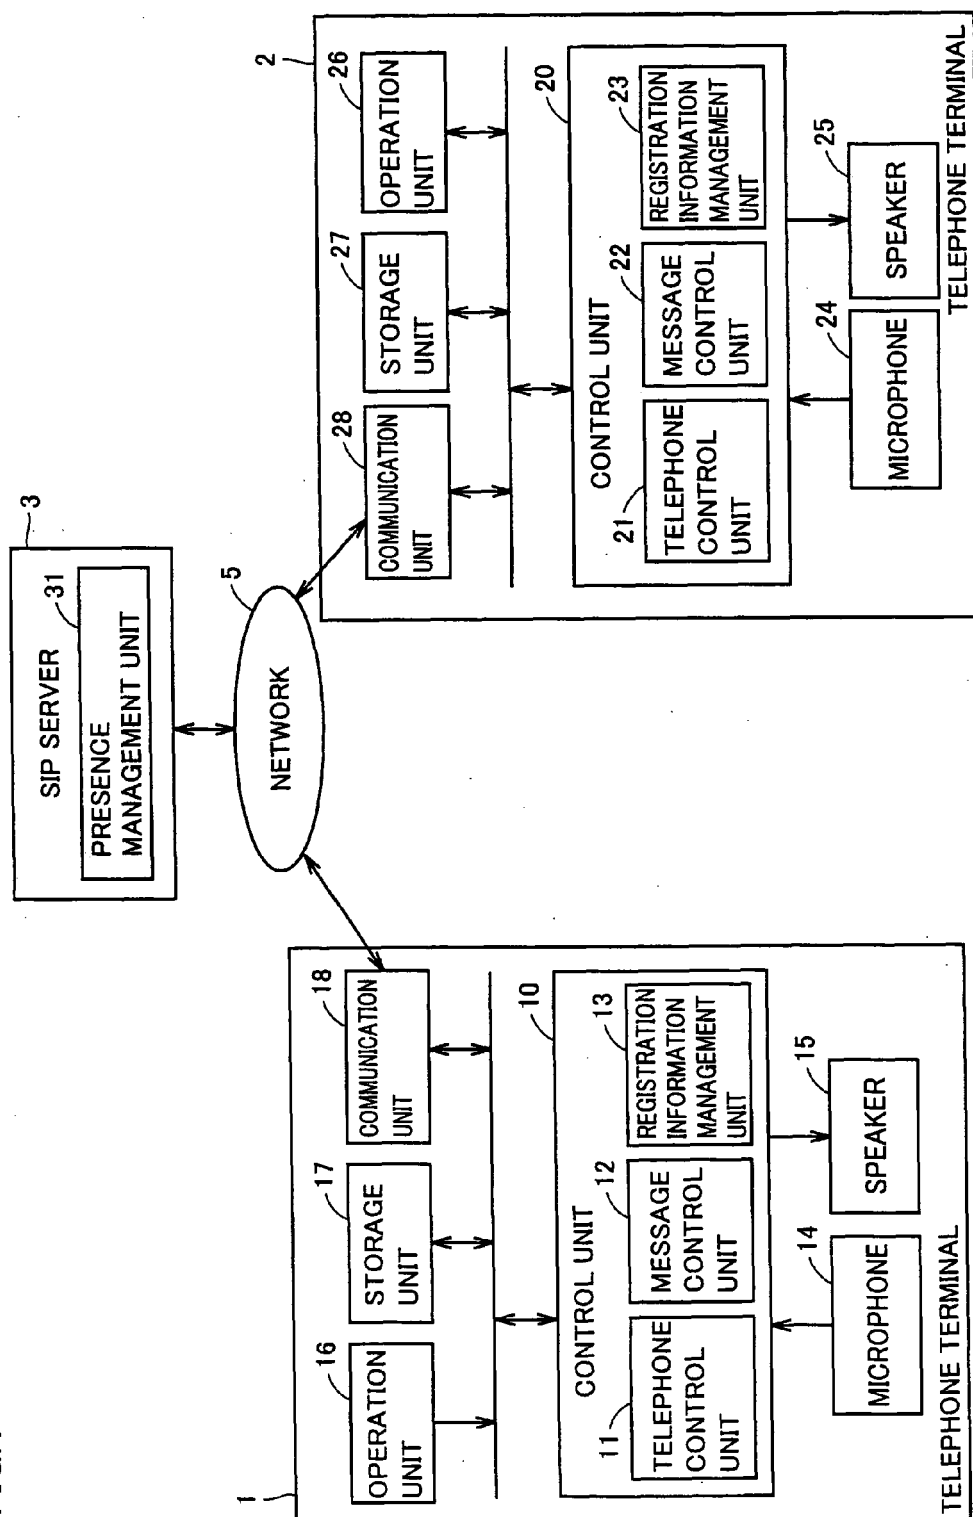 3
SIP SERVER
31
PRESENCE
MANAGEMENT UNIT
5
NETWORK
1
16
OPERATION
UNIT
17
STORAGE
UNIT
18
COMMUNICATION
UNIT
10
CONTROL UNIT
11
TELEPHONE
CONTROL
UNIT
12
MESSAGE
CONTROL
UNIT
13
REGISTRATION
INFORMATION
MANAGEMENT
UNIT
14
MICROPHONE
15
SPEAKER
TELEPHONE TERMINAL
2
28
COMMUNICATION
UNIT
27
STORAGE
UNIT
26
OPERATION
UNIT
20
CONTROL UNIT
21
TELEPHONE
CONTROL
UNIT
22
MESSAGE
CONTROL
UNIT
23
REGISTRATION
INFORMATION
MANAGEMENT
UNIT
24
MICROPHONE
25
SPEAKER
TELEPHONE TERMINAL